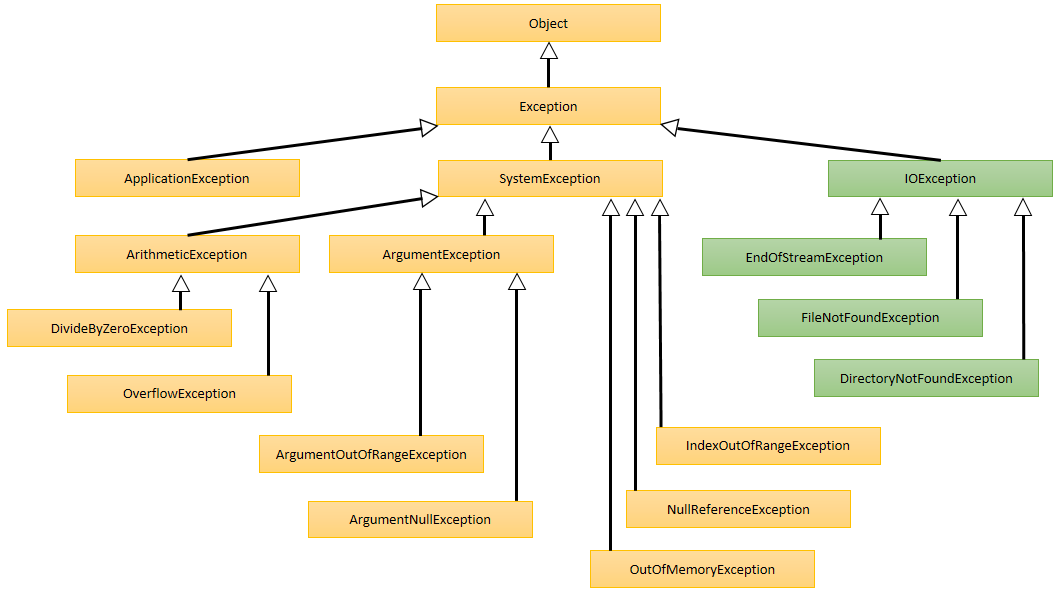 Object
Exception
ApplicationException
SystemException
IOException
ArithmeticException
ArgumentException
EndOfStreamException
DivideByZeroException
FileNotFoundException
OverflowException
DirectoryNotFoundException
ArgumentOutOfRangeException
IndexOutOfRangeException
ArgumentNullException
NullReferenceException
OutOfMemoryException